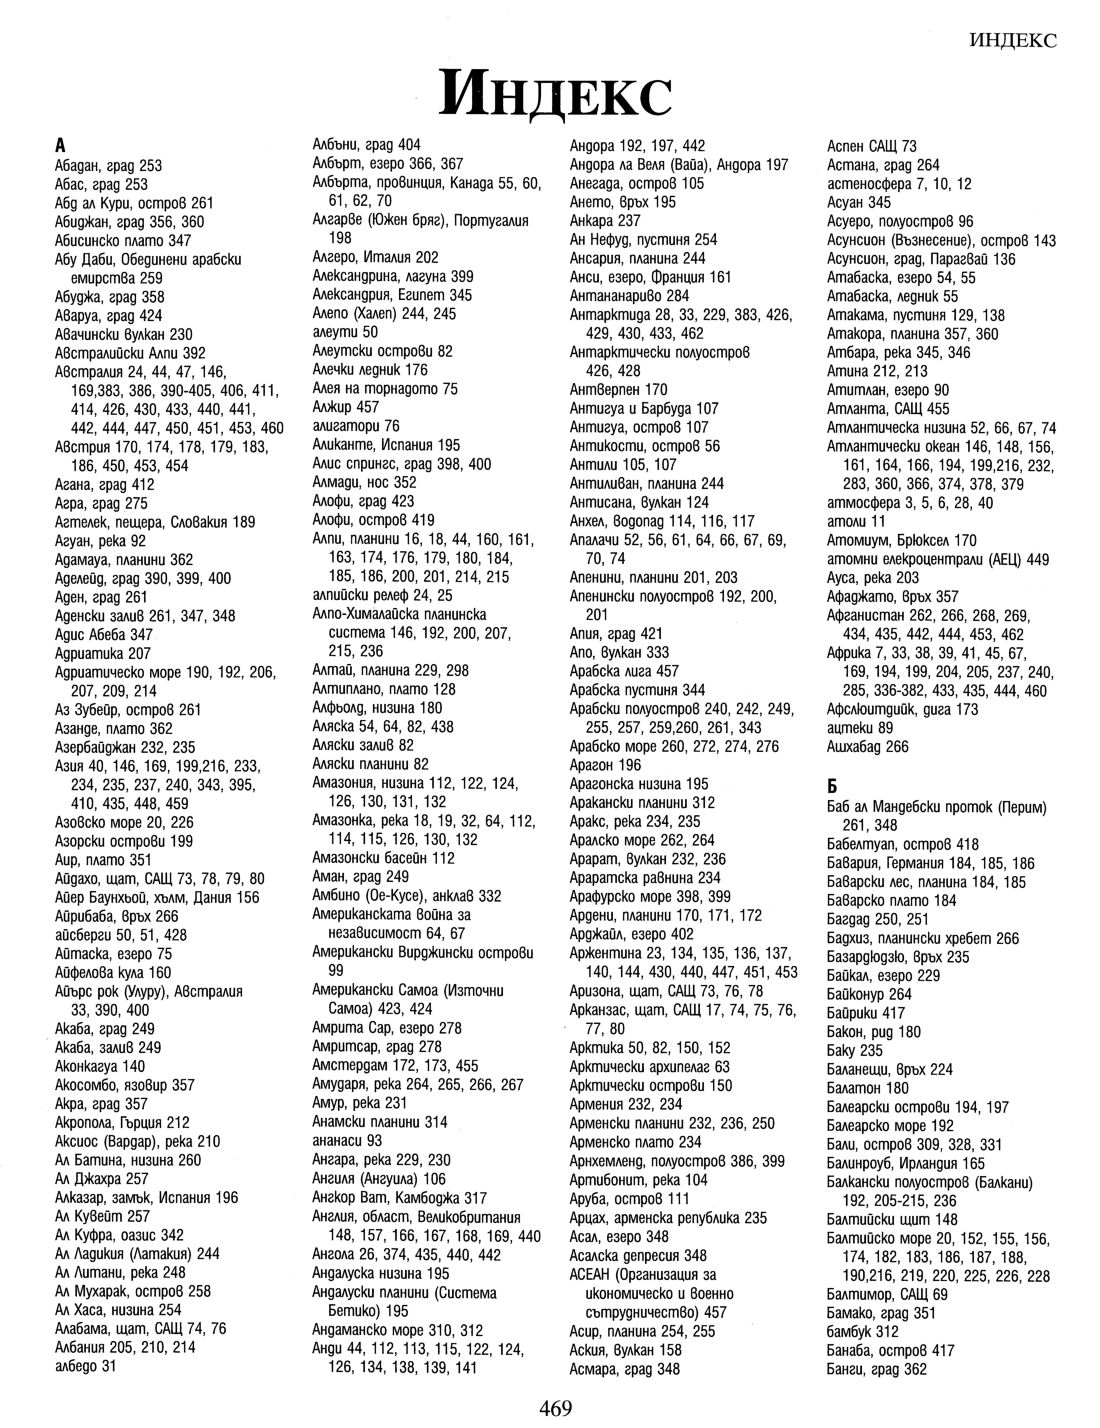 ИНДЕКС
Индекс
А
Абадан, град 253
Абас, град 253
Абд ал Кури, остров 261
Абиджан, град 356, 360
Абисинско плато 347
Абу Даби, Обединени арабски
емирства 259
Абуджа, град 358
Аваруа, град 424
Авачински вулкан 230
Австралийски Алпи 392
Австралия 24, 44, 47, 146,
169,383, 386, 390-405, 406, 411,
414, 426, 430, 433, 440, 441,
442, 444, 447, 450, 451, 453, 460
Австрия 170, 174, 178, 179, 183,
186, 450, 453, 454
Агана, град 412
Агра, град 275
Агтелек, пещера, Словакия 189
Агуан, река 92
Адамауа, планини 362
Аделейд, град 390, 399, 400
Аден, град 261
Аденски залив 261, 347, 348
Адис Абеба 347
Адриатика 207
Адриатическо море 190, 192, 206,
207, 209, 214
Аз Зубейр, остров 261
Азанде, плато 362
Азербайджан 232, 235
Азия 40, 146, 169, 199,216, 233,
234, 235, 237, 240, 343, 395,
410, 435, 448, 459
Азовско море 20, 226
Азорски острови 199
Аир, плато 351
Айдахо, щат, САЩ 73, 78, 79, 80
Айер Баунхьой, хълм, Дания 156
Айрибаба, връх 266
айсберги 50, 51, 428
Айтаска, езеро 75
Айфелова кула 160
Айърс рок (Улуру), Австралия
33, 390, 400
Акаба, град 249
Акаба, залив 249
Аконкагуа 140
Акосомбо, язовир 357
Акра, град 357
Акропола, Гърция 212
Аксиос (Вардар), река 210
Ал Батина, низина 260
Ал Джахра 257
Алказар, замък, Испания 196
Ал Кувейт 257
Ал Куфра, оазис 342
Ал Ладикия (Латакия) 244
Ал Литани, река 248
Ал Мухарак, остров 258
Ал Хаса, низина 254
Алабама, щат, САЩ 74, 76
Албания 205, 210, 214
албедо 31
Албъни, град 404
Албърт, езеро 366, 367
Албърта, провинция, Канада 55, 60,
61, 62, 70
Алгарве (Южен бряг), Португалия
198
Алгеро, Италия 202
Александрина, лагуна 399
Александрия, Египет 345
Алепо (Халеп) 244, 245
алеути 50
Алеутски острови 82
Алечки ледник 176
Алея на торнадото 75
Алжир 457
алигатори 76
Аликанте, Испания 195
Алис спрингс, град 398, 400
Алмади, нос 352
Алофи, град 423
Алофи, остров 419
Алпи, планини 16, 18, 44, 160, 161,
163, 174, 176, 179, 180, 184,
185, 186, 200, 201, 214, 215
алпийски релеф 24, 25
Алпо-Хималайска планинска
система 146, 192, 200, 207,
215, 236
Алтай, планина 229, 298
Алтиплано, плато 128
Алфьолд, низина 180
Аляска 54, 64, 82, 438
Аляски залив 82
Аляски планини 82
Амазония, низина 112, 122, 124,
126, 130, 131, 132
Амазонка, река 18, 19, 32, 64, 112,
114, 115, 126, 130, 132
Амазонски басейн 112
Аман, град 249
Амбино (Ое-Кусе), анклав 332
Американската война за
независимост 64, 67
Американски Вирджински острови
99
Американски Самоа (Източни
Самоа) 423, 424
Амрита Сар, езеро 278
Амритсар, град 278
Амстердам 172, 173, 455
Амударя, река 264, 265, 266, 267
Амур, река 231
Анамски планини 314
ананаси 93
Ангара, река 229, 230
Ангиля (Ангуила) 106
Ангкор Ват, Камбоджа 317
Англия, област, Великобритания
148, 157, 166, 167, 168, 169, 440
Ангола 26, 374, 435, 440, 442
Андалуска низина 195
Андалуски планини (Система
Бетико) 195
Андаманско море 310, 312
Анди 44, 112, 113, 115, 122, 124,
126, 134, 138, 139, 141
Андора 192, 197, 442
Андора ла Веля (Вайа), Андора 197
Анегада, остров 105
Ането, връх 195
Анкара 237
Ан Нефуд, пустиня 254
Ансария, планина 244
Анси, езеро, Франция 161
Антананариво 284
Антарктида 28, 33, 229, 383, 426,
429, 430, 433, 462
Антарктически полуостров
426, 428
Антверпен 170
Антигуа и Барбуда 107
Антигуа, остров 107
Антикости, остров 56
Антили 105, 107
Антиливан, планина 244
Антисана, вулкан 124
Анхел, водопад 114, 116, 117
Апалачи 52, 56, 61, 64, 66, 67, 69,
70, 74
Апенини, планини 201, 203
Апенински полуостров 192, 200,
201
Апия, град 421
Апо, вулкан 333
Арабска лига 457
Арабска пустиня 344
Арабски полуостров 240, 242, 249,
255, 257, 259,260, 261, 343
Арабско море 260, 272, 274, 276
Арагон 196
Арагонска низина 195
Аракански планини 312
Аракс, река 234, 235
Аралско море 262, 264
Арарат, вулкан 232, 236
Араратска равнина 234
Арафурско море 398, 399
Ардени, планини 170, 171, 172
Арджайл, езеро 402
Аржентина 23, 134, 135, 136, 137,
140, 144, 430, 440, 447, 451, 453
Аризона, щат, САЩ 73, 76, 78
Арканзас, щат, САЩ 17, 74, 75, 76,
77, 80
Арктика 50, 82, 150, 152
Арктически архипелаг 63
Арктически острови 150
Армения 232, 234
Арменски планини 232, 236, 250
Арменско плато 234
Арнхемленд, полуостров 386, 399
Артибонит, река 104
Аруба, остров 111
Арцах, арменска република 235
Асал, езеро 348
Асалска депресия 348
АСЕАН (Организация за
икономическо и военно
сътрудничество) 457
Асир, планина 254, 255
Аския, вулкан 158
Асмара, град 348
Аспен САЩ 73
Астана, град 264
астеносфера 7, 10, 12
Асуан 345
Асуеро, полуостров 96
Асунсион (Възнесение), остров 143
Асунсион, град, Парагвай 136
Атабаска, езеро 54, 55
Атабаска, ледник 55
Атакама, пустиня 129, 138
Атакора, планина 357, 360
Атбара, река 345, 346
Атина 212, 213
Атитлан, езеро 90
Атланта, САЩ 455
Атлантическа низина 52, 66, 67, 74
Атлантически океан 146, 148, 156,
161, 164, 166, 194, 199,216, 232,
283, 360, 366, 374, 378, 379
атмосфера 3, 5, 6, 28, 40
атоли 11
Атомиум, Брюксел 170
атомни елекроцентрали (АЕЦ) 449
Ауса, река 203
Афаджато, връх 357
Афганистан 262, 266, 268, 269,
434, 435, 442, 444, 453, 462
Африка 7, 33, 38, 39, 41, 45, 67,
169, 194, 199, 204, 205, 237, 240,
285, 336-382, 433, 435, 444, 460
Афслюитдийк, дига 173
ацтеки 89
Ашхабад 266
Б
Баб ал Мандебски проток (Перим)
261, 348
Бабелтуап, остров 418
Бавария, Германия 184, 185, 186
Баварски лес, планина 184, 185
Баварско плато 184
Багдад 250, 251
Бадхиз, планински хребет 266
Базардюдзю, връх 235
Байкал, езеро 229
Байконур 264
Байрики 417
Бакон, рид 180
Баку 235
Баланещи, връх 224
Балатон 180
Балеарски острови 194, 197
Балеарско море 192
Бали, остров 309, 328, 331
Балинроуб, Ирландия 165
Балкански полуостров (Балкани)
192, 205-215, 236
Балтийски щит 148
Балтийско море 20, 152, 155, 156,
174, 182, 183, 186, 187, 188,
190,216, 219, 220, 225, 226, 228
Балтимор, САЩ 69
Бамако, град 351
бамбук 312
Банаба, остров 417
Банги, град 362
469